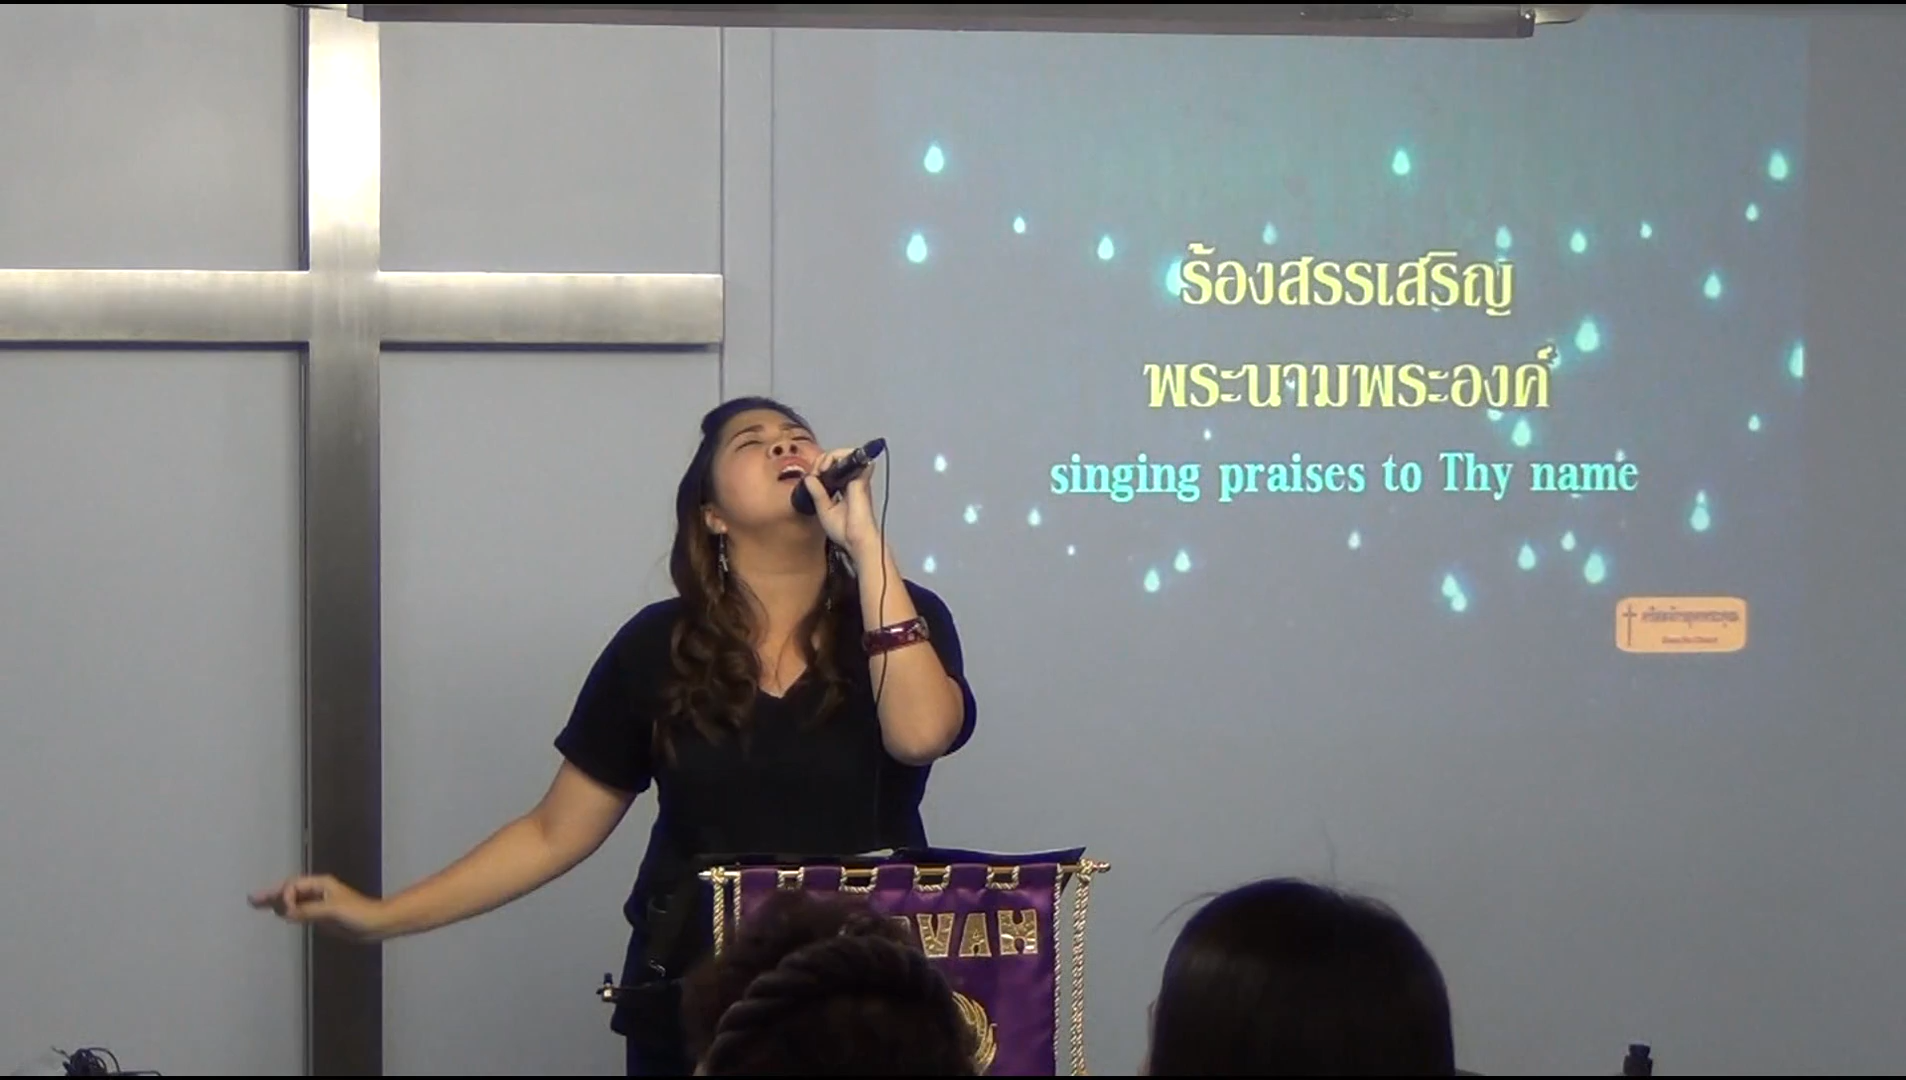 ร้องสรรเสริญ
พระนามพระองค์
singing praises to Thy name